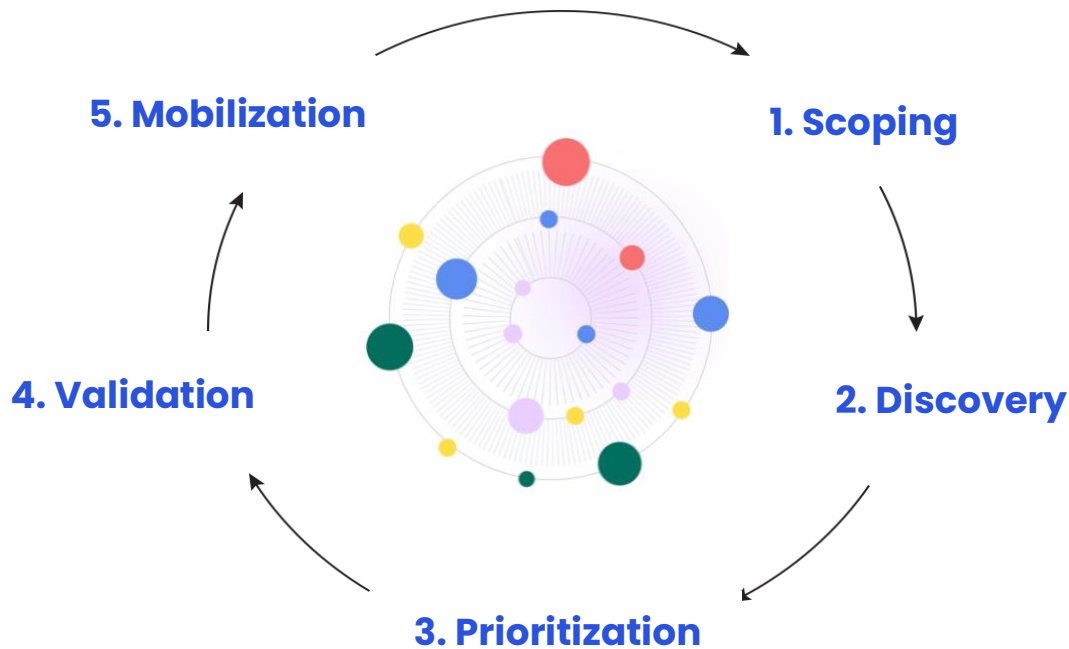 5. Mobilization
1. Scoping
4. Validation
2. Discovery
3. Prioritization